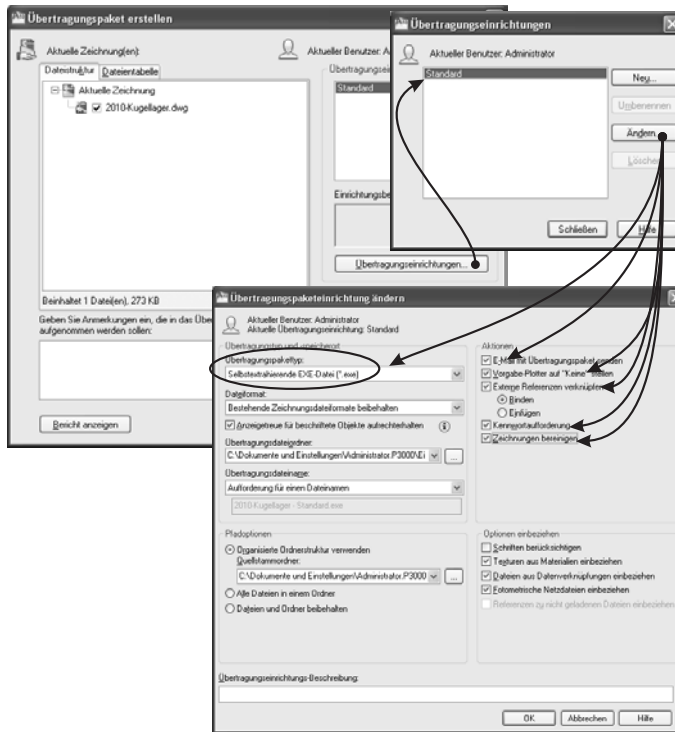 Übertragungspaket erstellen
Aktuelle Zeichnung(en):
Aktueller Benutzer: A
Dateistruktur
Dateientabelle
Aktuelle Zeichnung
2010-Kugellager.dwg
Übertragungsei
Standard
Einrichtungsbe
Übertragungseinrichtungen...
Beinhaltet 1 Datei(en), 273 KB
Geben Sie Anmerkungen ein, die in das Über
aufgenommen werden sollen:
Bericht anzeigen
Übertragungseinrichtungen
Aktueller Benutzer: Administrator
Standard
Neu...
Umbenennen
Ändern...
Löschen
Schließen
Hilfe
Übertragungspaketeinrichtung ändern
Aktueller Benutzer: Administrator
Aktuelle Übertragungseinrichtung: Standard
Übertragungstyp und -speicherort
Übertragungspakettyp:
Selbstextrahierende EXE-Datei (*.exe)
Dateiformat:
Bestehende Zeichnungsdateiformate beibehalten
Anzeigetreue für beschriftete Objekte aufrechterhalten
Übertragungsdateiordner:
C:\Dokumente und Einstellungen\Administrator.P3000\Ei
...
Übertragungsdateiname:
Aufforderung für einen Dateinamen
2010-Kugellager - Standard.exe
Pfadoptionen
Organisierte Ordnerstruktur verwenden
Quellstammordner:
C:\Dokumente und Einstellungen\Administrator.P3000
...
Alle Dateien in einem Ordner
Dateien und Ordner beibehalten
Aktionen
E-Mail mit Übertragungspaket senden
Vorgabe-Plotter auf "Keine" stellen
Externe Referenzen verknüpfen
Binden
Einfügen
Kennwortaufforderung
Zeichnungen bereinigen
Optionen einbeziehen
Schriften berücksichtigen
Texturen aus Materialien einbeziehen
Dateien aus Datenverknüpfungen einbeziehen
Fotometrische Netzdateien einbeziehen
Referenzen zu nicht geladenen Dateien einbeziehen
Übertragungseinrichtungs-Beschreibung:
OK
Abbrechen
Hilfe